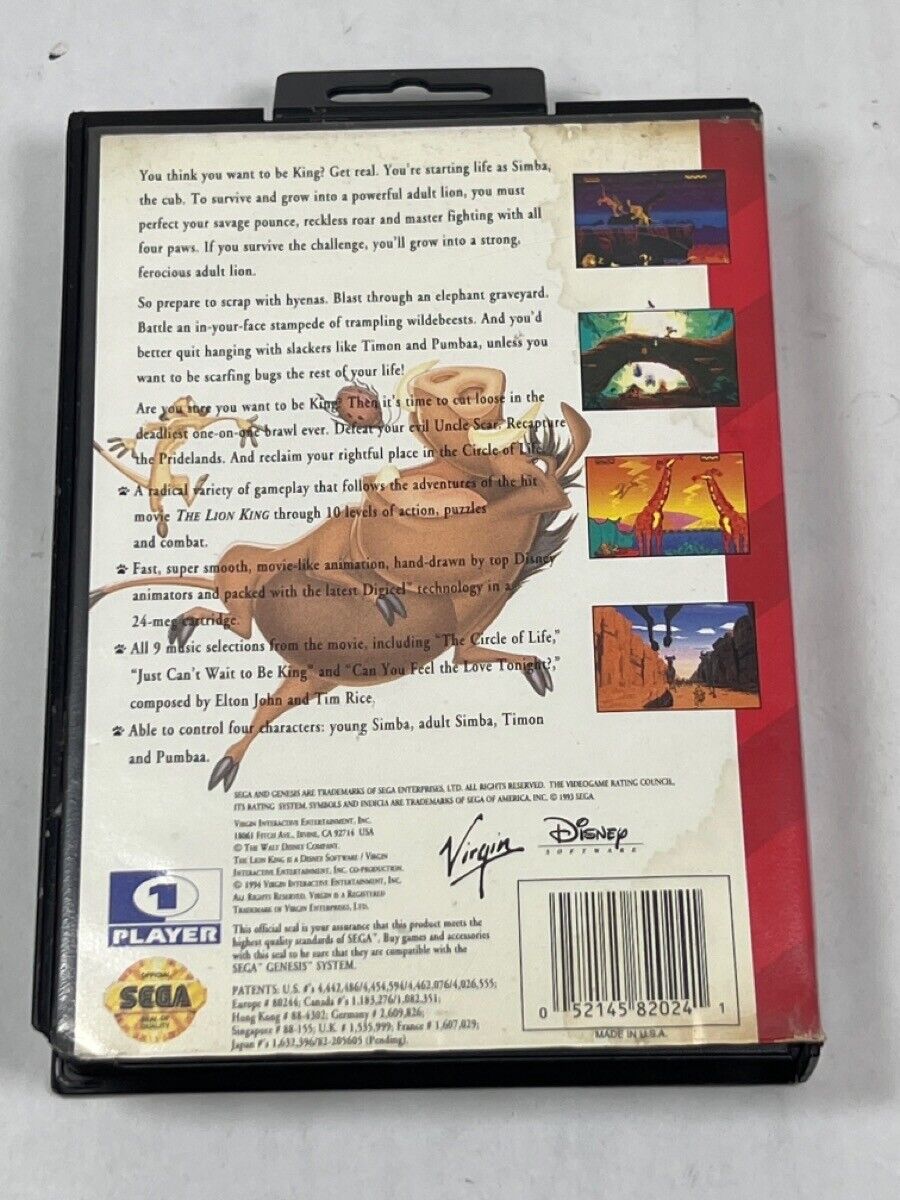 You think you want to be King? Get real. You're starting life as Simba,
the cub. To survive and grow into a powerful adult lion, you must
perfect your savage pounce, reckless roar and master fighting with all
four paws. If you survive the challenge, you'll grow into a strong,
ferocious adult lion.
So prepare to scrap with hyenas. Blast through an elephant graveyard.
Battle an in-your-face stampede of trampling wildebeests. And you'd
better quit hanging with slackers like Timon and Pumbaa, unless you
want to be scarfing bugs the rest of your life!
Are you sure you want to be King? Then it's time to cut loose in the
deadliest one-on-one brawl ever. Defeat your evil Uncle Scar. Recapture
the Pridelands. And reclaim your rightful place in the Circle of Life.
A radical variety of gameplay that follows the adventures of the hit
movie THE LION KING through 10 levels of action, puzzles
and combat.
Fast, super smooth, movie-like animation, hand-drawn by top Disney
animators and packed with the latest Digicel™ technology in a
24-meg cartridge.
All 9 music selections from the movie, including "The Circle of Life,"
"Just Can't Wait to Be King" and "Can You Feel the Love Tonight?,"
composed by Elton John and Tim Rice.
Able to control four characters: young Simba, adult Simba, Timon
and Pumbaa.
SEGA AND GENESIS ARE TRADEMARKS OF SEGA ENTERPRISES, LTD. ALL RIGHTS RESERVED. THE VIDEOGAME RATING COUNCIL,
ITS RATING SYSTEM, SYMBOLS AND INDICIA ARE TRADEMARKS OF SEGA OF AMERICA, INC. © 1993 SEGA
VIRGIN INTERACTIVE ENTERTAINMENT, INC.
18061 FITCH AVE., IRVINE, CA 92714 USA
© THE WALT DISNEY COMPANY.
THE LION KING IS A DISNEY SOFTWARE / VIRGIN
INTERACTIVE ENTERTAINMENT, INC. CO-PRODUCTION.
© 1994 VIRGIN INTERACTIVE ENTERTAINMENT, INC.
ALL RIGHTS RESERVED. VIRGIN IS A REGISTERED
TRADEMARK OF VIRGIN ENTERPRISES, LTD.
Virgin
Disney
SOFTWARE
1
PLAYER
This official seal is your assurance that this product meets the
highest quality standards of SEGA™. Buy games and accessories
with this seal to be sure that they are compatible with the
SEGA™ GENESIS™ SYSTEM.
OFFICIAL
SEGA
SEAL OF
QUALITY
PATENTS: U.S. #'s 4,442,486/4,454,594/4,462,076/4,026,555;
Europe # 80244; Canada #'s 1,183,276/1,082,351;
Hong Kong # 88-4302; Germany # 2,609,826;
Singapore # 88-155; U.K. # 1,535,999; France # 1,607,029;
Japan #'s 1,632,396/82-205605 (Pending).
0 52145 82024 1
MADE IN U.S.A.